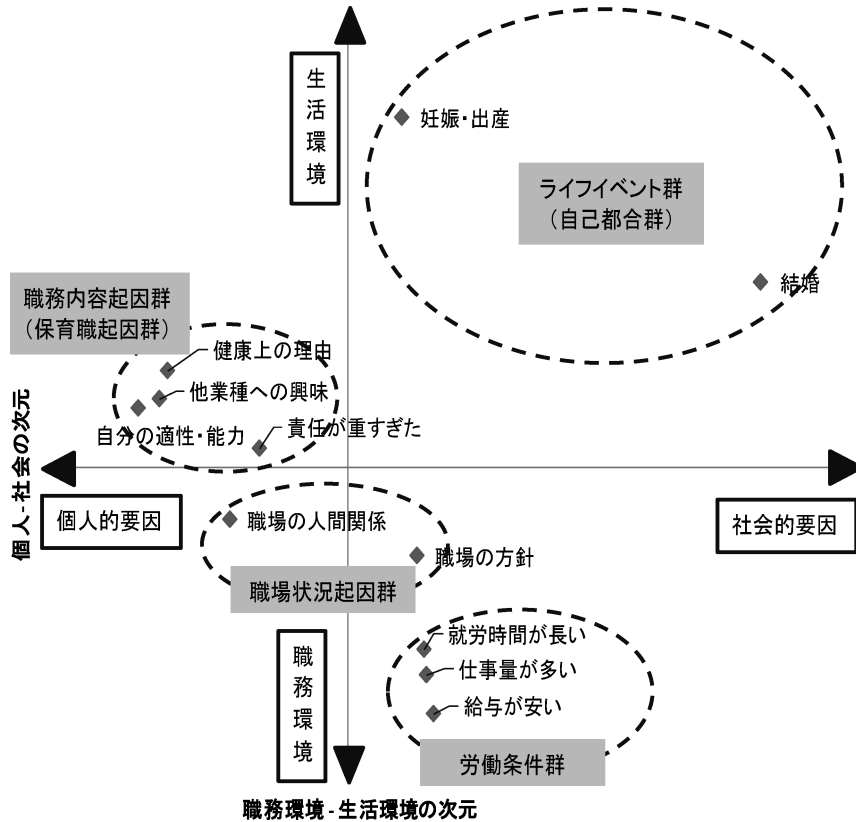 生活環境
妊娠・出産
ライフイベント群
（自己都合群）
結婚
職務内容起因群
（保育職起因群）
健康上の理由
他業種への興味
自分の適性・能力
責任が重すぎた
個人-社会の次元
個人的要因
社会的要因
職場の人間関係
職場の方針
職場状況起因群
職務環境
就労時間が長い
仕事量が多い
給与が安い
労働条件群
職務環境-生活環境の次元